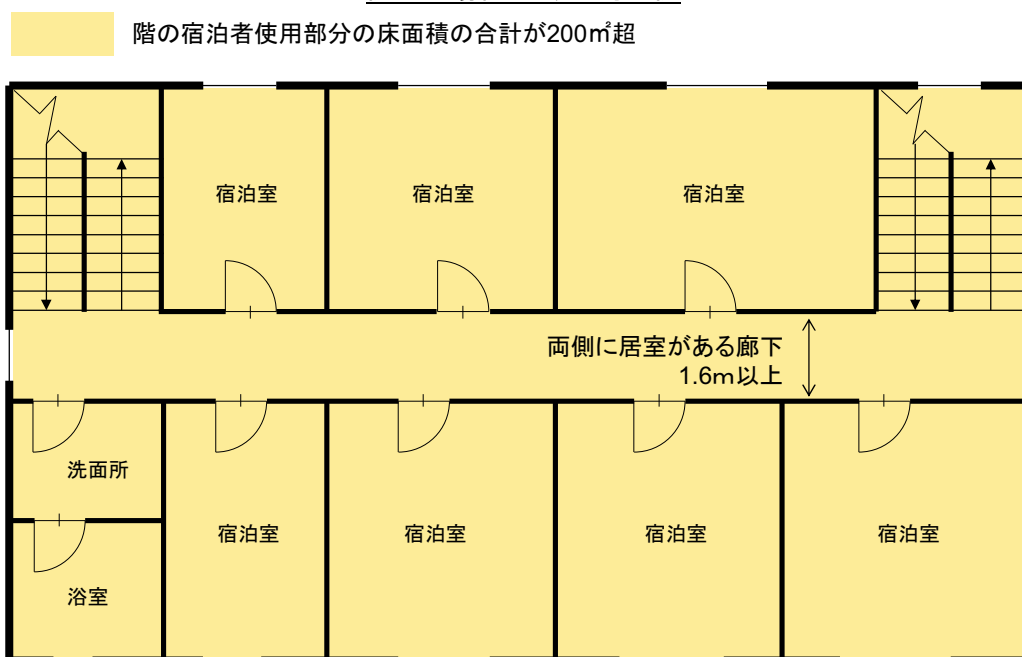 階の宿泊者使用部分の床面積の合計が200㎡超
宿泊室
宿泊室
宿泊室
両側に居室がある廊下
1.6m以上
洗面所
宿泊室
宿泊室
宿泊室
宿泊室
浴室